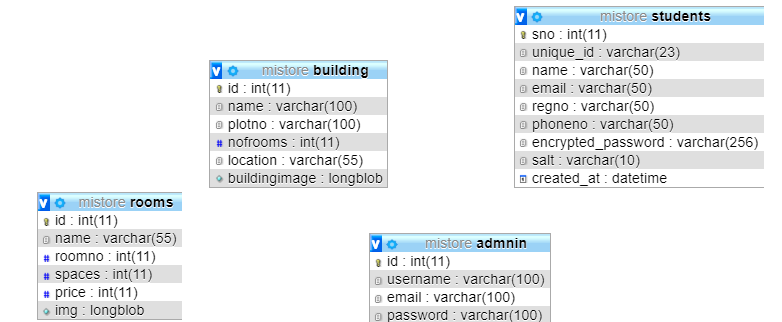 mistore students
sno : int(11)
unique_id : varchar(23)
name : varchar(50)
email : varchar(50)
regno : varchar(50)
phoneno : varchar(50)
encrypted_password : varchar(256)
salt : varchar(10)
created_at : datetime
mistore building
id : int(11)
name : varchar(100)
plotno : varchar(100)
nofrooms : int(11)
location : varchar(55)
buildingimage : longblob
mistore rooms
id : int(11)
name : varchar(55)
roomno : int(11)
spaces : int(11)
price : int(11)
img : longblob
mistore admnin
id : int(11)
username : varchar(100)
email : varchar(100)
password : varchar(100)